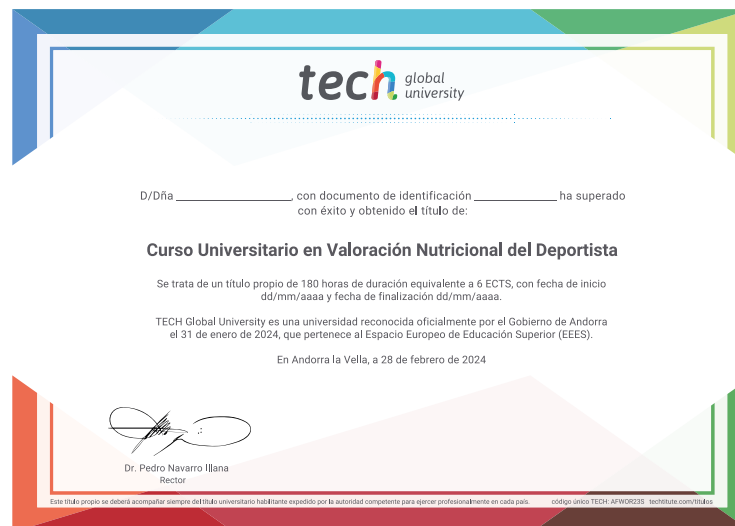 tech global university
D/Dña ____________________, con documento de identificación ______________ ha superado
con éxito y obtenido el título de:
Curso Universitario en Valoración Nutricional del Deportista
Se trata de un título propio de 180 horas de duración equivalente a 6 ECTS, con fecha de inicio
dd/mm/aaaa y fecha de finalización dd/mm/aaaa.
TECH Global University es una universidad reconocida oficialmente por el Gobierno de Andorra
el 31 de enero de 2024, que pertenece al Espacio Europeo de Educación Superior (EEES).
En Andorra la Vella, a 28 de febrero de 2024
Dr. Pedro Navarro Illana
Rector
Este título propio se deberá acompañar siempre del título universitario habilitante expedido por la autoridad competente para ejercer profesionalmente en cada país. código único TECH: AFWOR23S techtitute.com/titulos